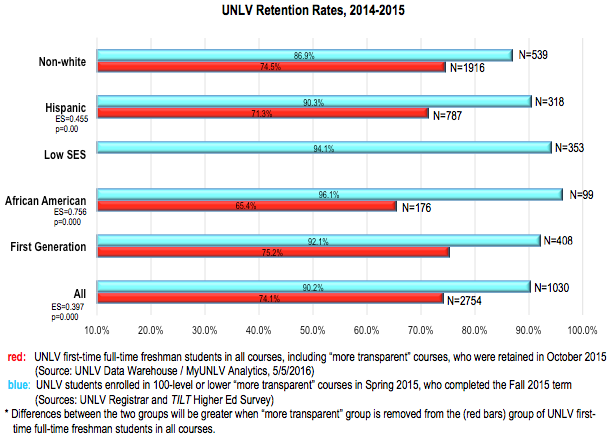 UNLV Retention Rates, 2014-2015
Non-white
86.9%
N=539
74.5%
N=1916
Hispanic
ES=0.455
p=0.00
90.3%
N=318
71.3%
N=787
Low SES
94.1%
N=353
African American
ES=0.756
p=0.000
96.1%
N=99
65.4%
N=176
First Generation
92.1%
N=408
75.2%
All
ES=0.397
p=0.000
90.2%
N=1030
74.1%
N=2754
10.0% 20.0% 30.0% 40.0% 50.0% 60.0% 70.0% 80.0% 90.0% 100.0%
red: UNLV first-time full-time freshman students in all courses, including “more transparent” courses, who were retained in October 2015
(Source: UNLV Data Warehouse / MyUNLV Analytics, 5/5/2016)
blue: UNLV students enrolled in 100-level or lower “more transparent” courses in Spring 2015, who completed the Fall 2015 term
(Sources: UNLV Registrar and TILT Higher Ed Survey)
* Differences between the two groups will be greater when “more transparent” group is removed from the (red bars) group of UNLV first-
time full-time freshman students in all courses.